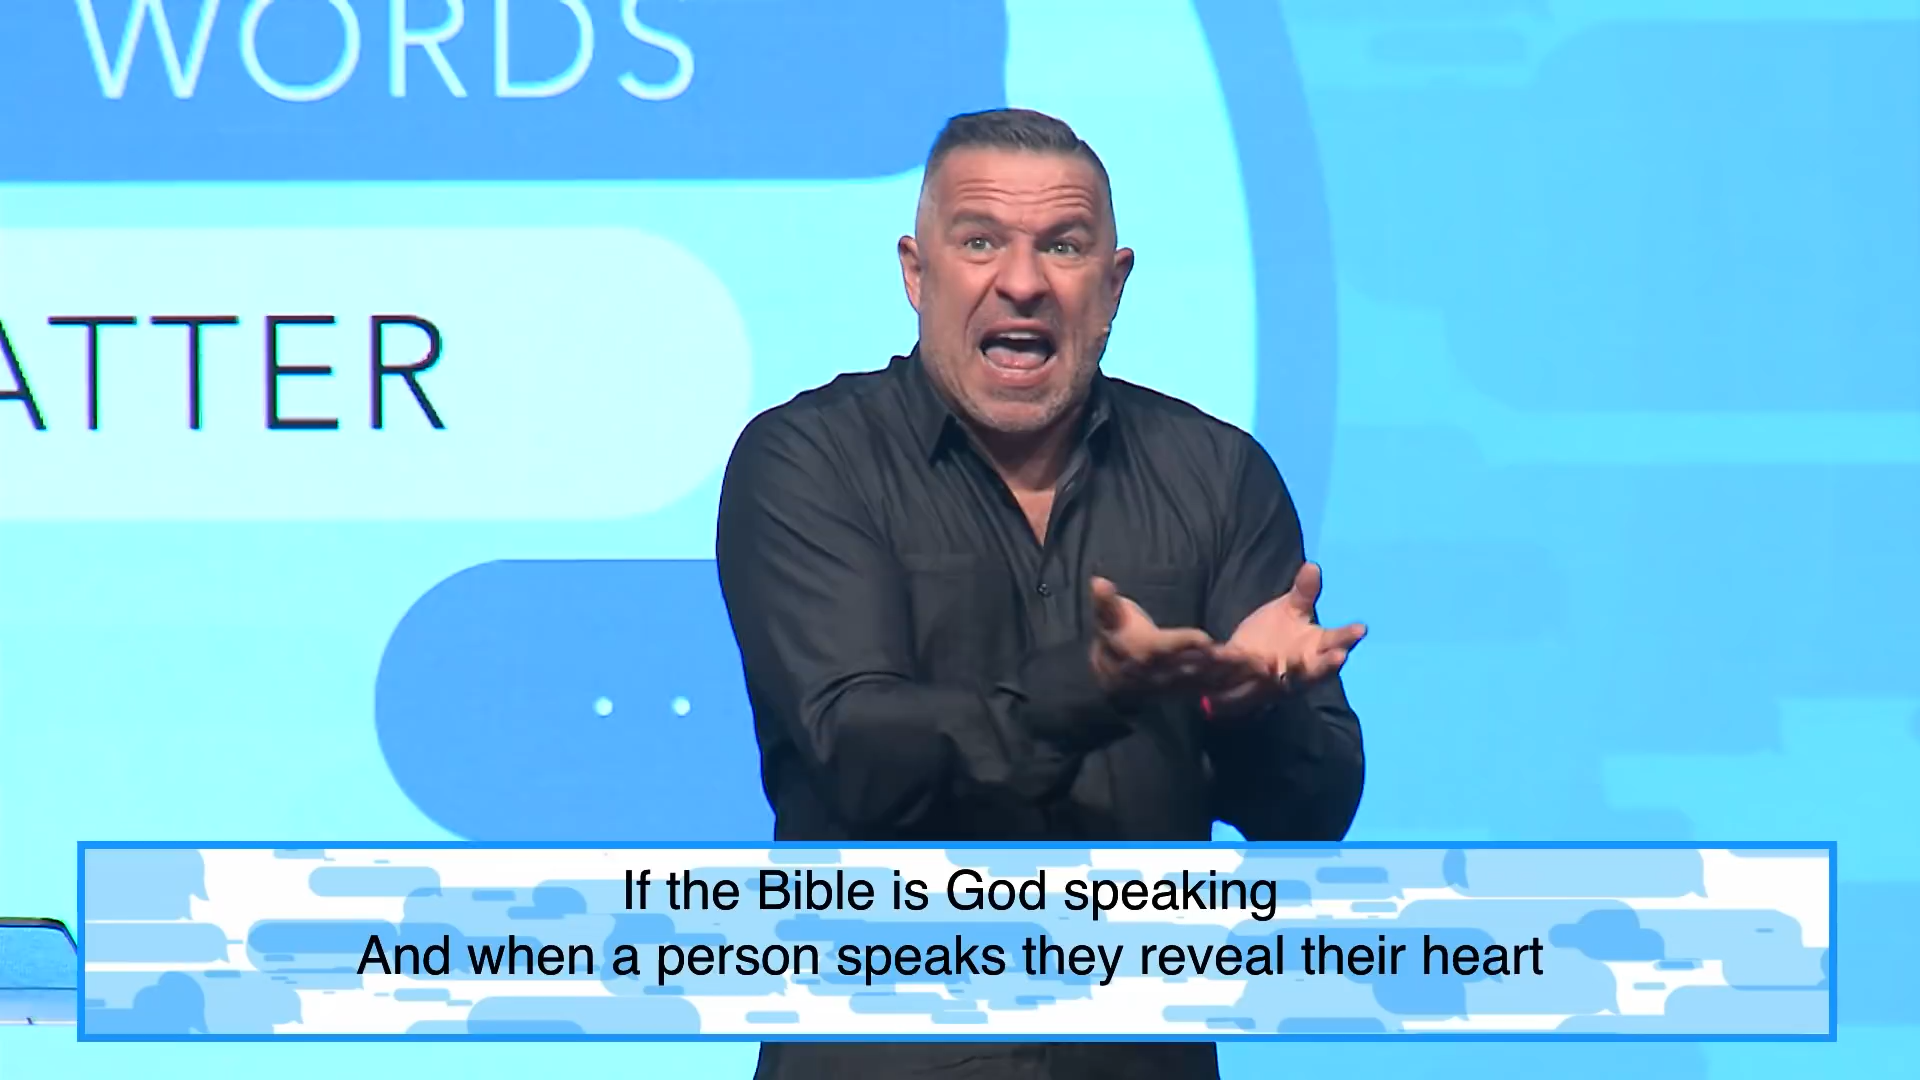 WORDS
ATTER
If the Bible is God speaking
And when a person speaks they reveal their heart